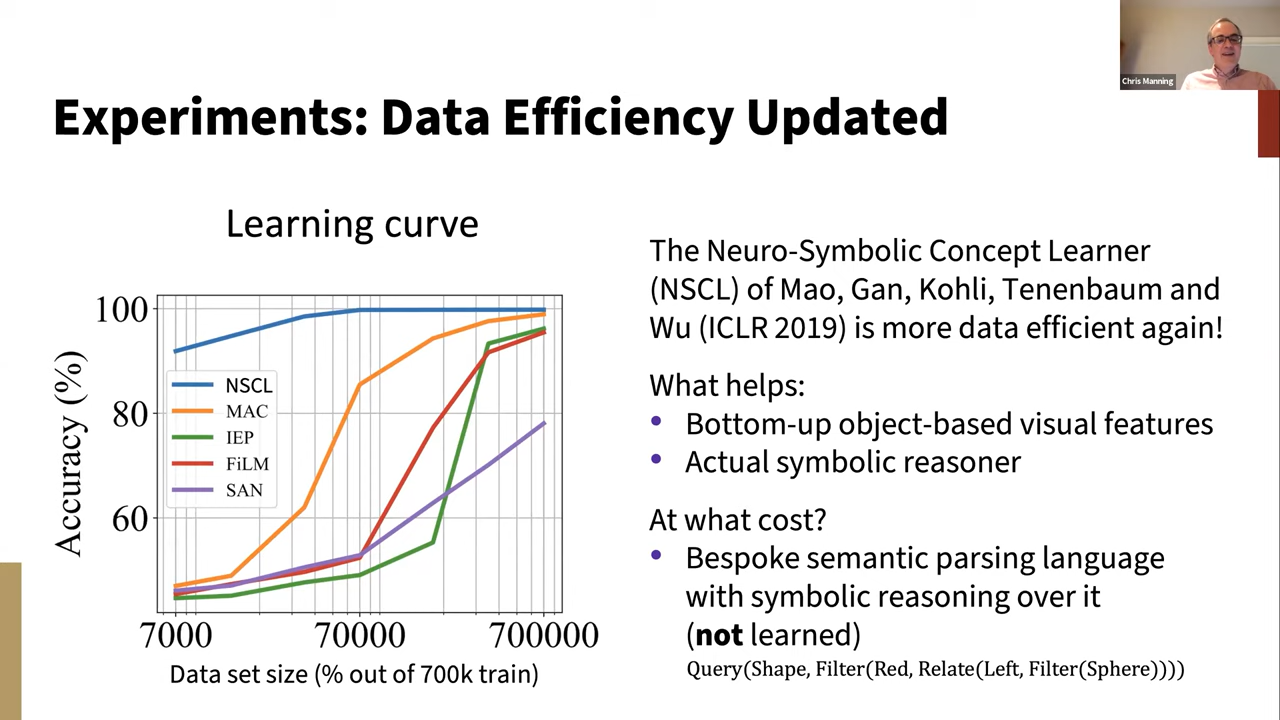 Chris Manning
Experiments: Data Efficiency Updated
Learning curve
100
80
60
Accuracy (%)
NSCL
MAC
IEP
FiLM
SAN
7000
70000
700000
Data set size (% out of 700k train)
The Neuro-Symbolic Concept Learner
(NSCL) of Mao, Gan, Kohli, Tenenbaum and
Wu (ICLR 2019) is more data efficient again!
What helps:
• Bottom-up object-based visual features
• Actual symbolic reasoner
At what cost?
• Bespoke semantic parsing language
with symbolic reasoning over it
(not learned)
Query(Shape, Filter(Red, Relate(Left, Filter(Sphere))))